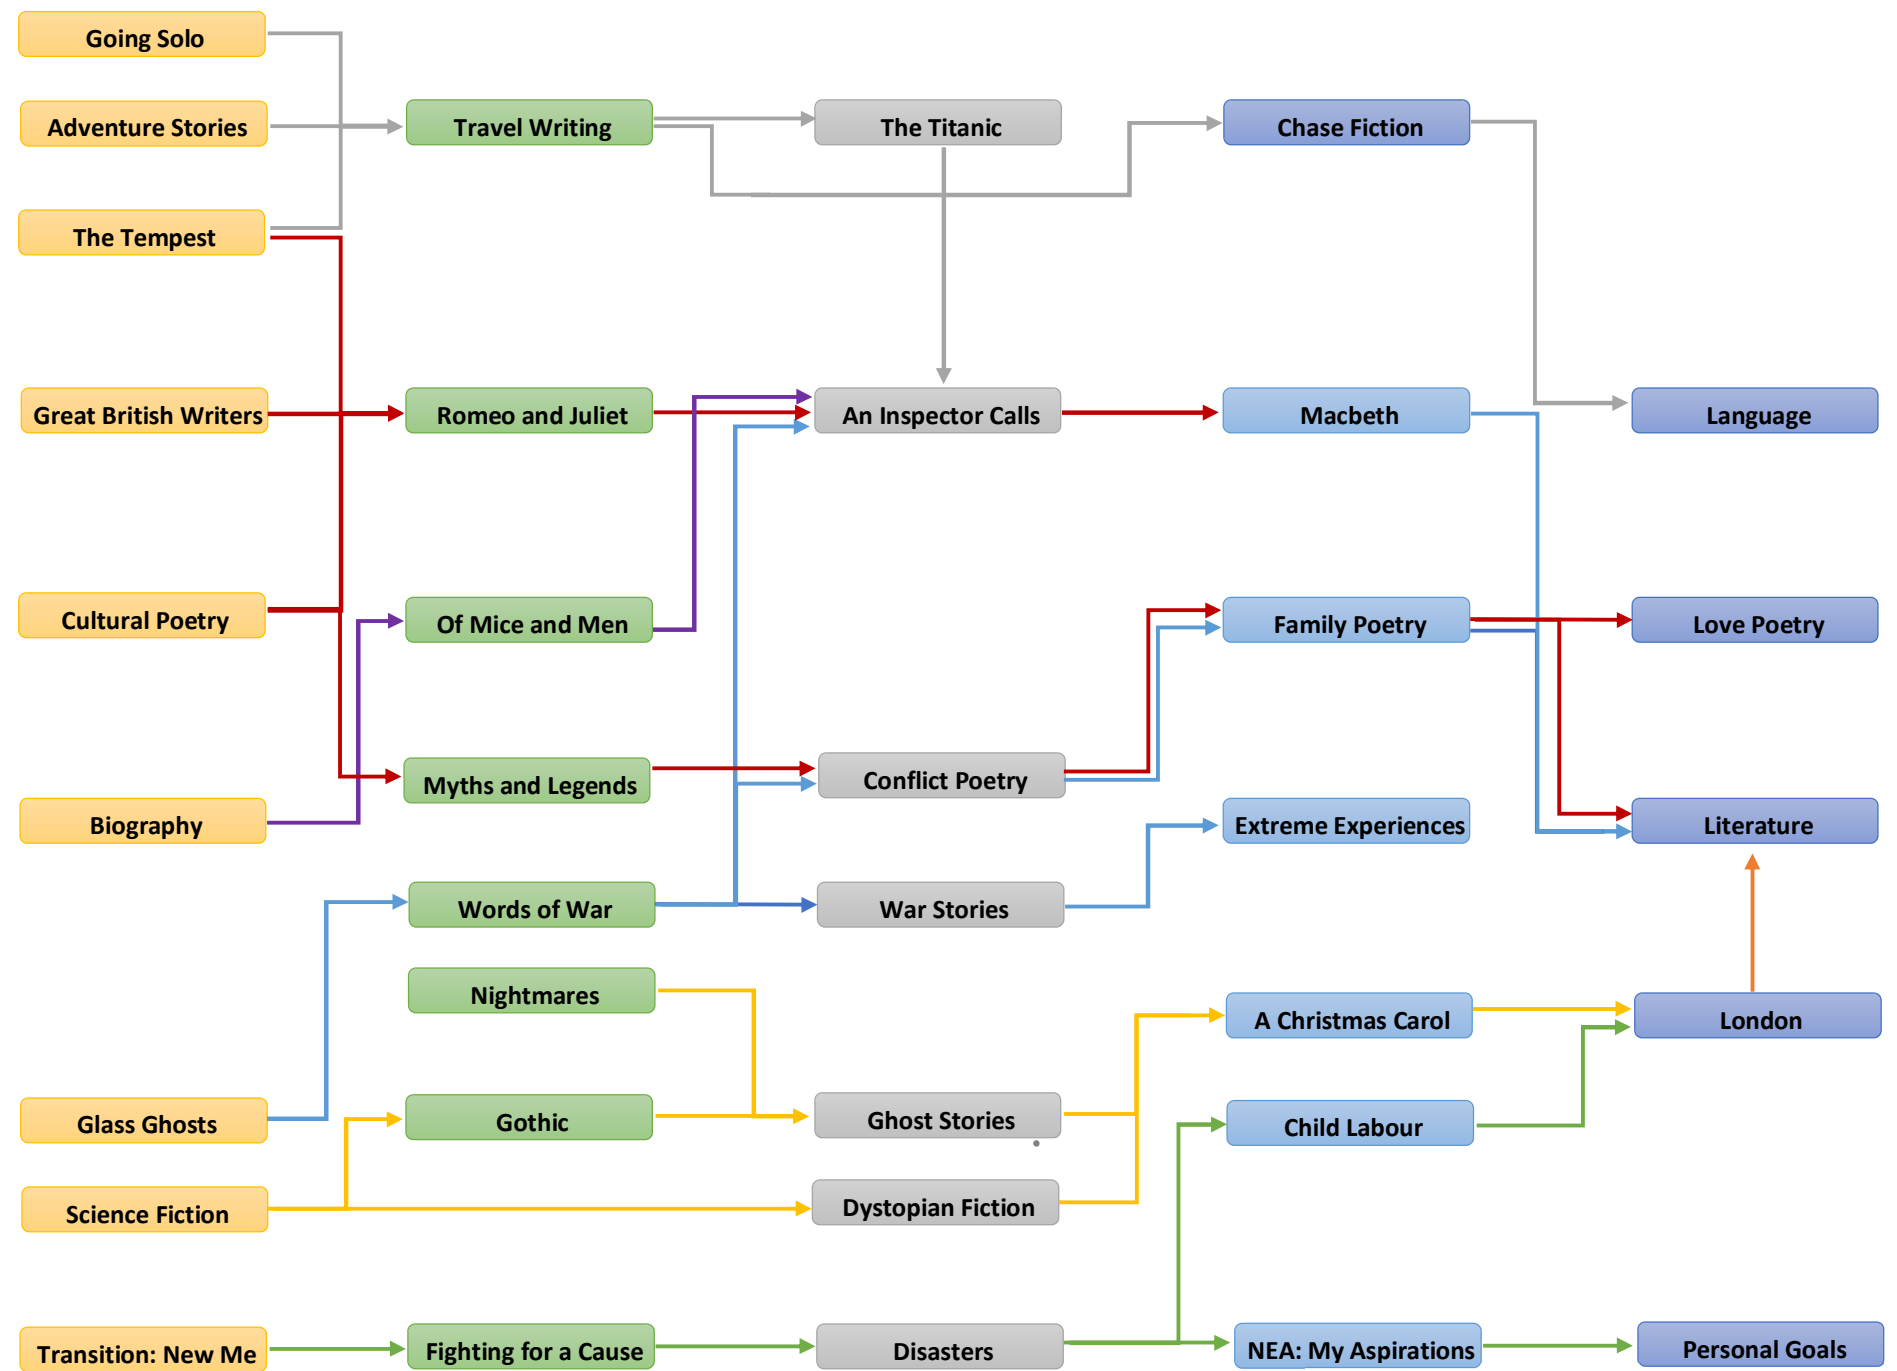 Going Solo
Adventure Stories
Travel Writing
The Titanic
Chase Fiction
The Tempest
Great British Writers
Romeo and Juliet
An Inspector Calls
Macbeth
Language
Cultural Poetry
Of Mice and Men
Family Poetry
Love Poetry
Myths and Legends
Conflict Poetry
Biography
Extreme Experiences
Literature
Words of War
War Stories
Nightmares
A Christmas Carol
London
Glass Ghosts
Gothic
Ghost Stories
Child Labour
Science Fiction
Dystopian Fiction
Transition: New Me
Fighting for a Cause
Disasters
NEA: My Aspirations
Personal Goals